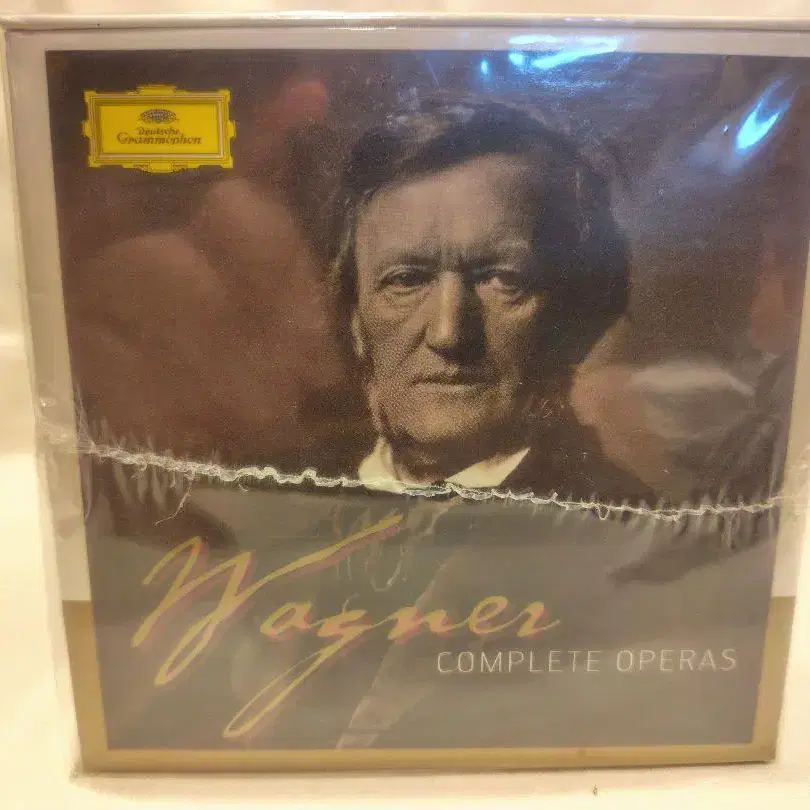 Deutsche
Grammophon
Wagner
COMPLETE OPERAS